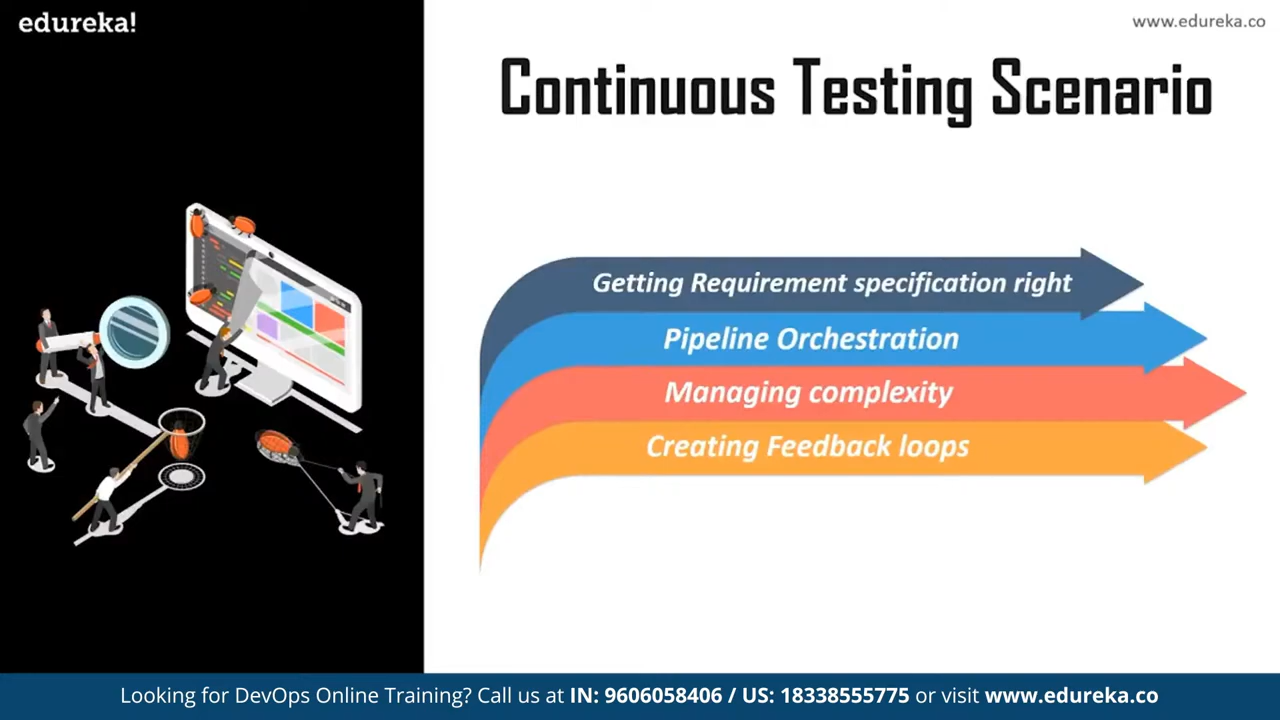 edureka!
www.edureka.co
Continuous Testing Scenario
Getting Requirement specification right
Pipeline Orchestration
Managing complexity
Creating Feedback loops
Looking for DevOps Online Training? Call us at IN: 9606058406 / US: 18338555775 or visit www.edureka.co